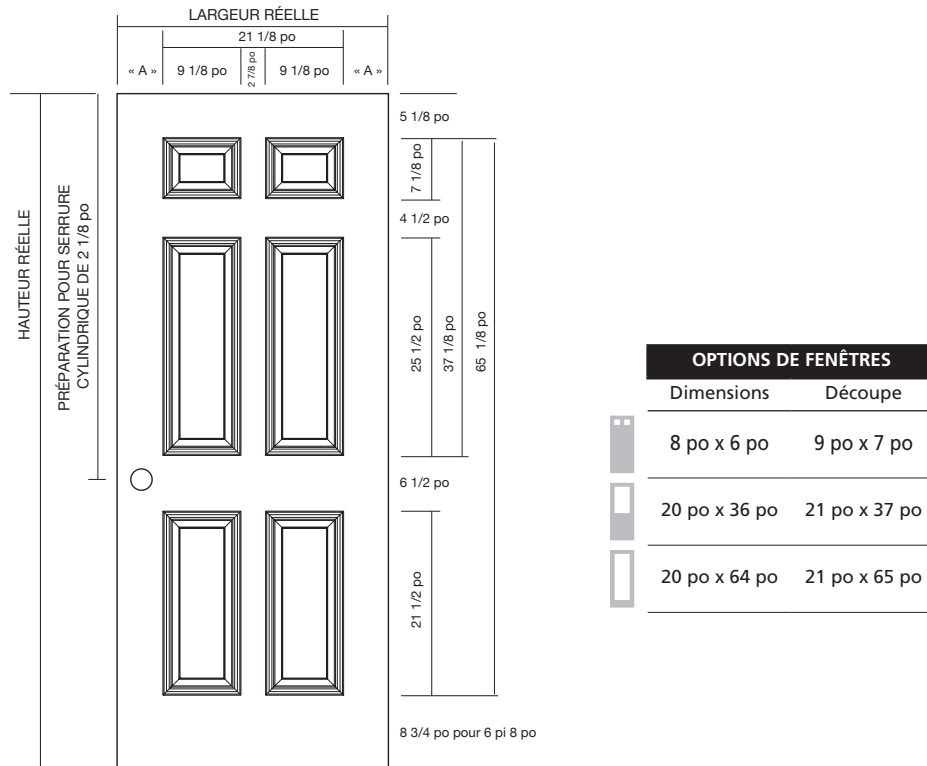 LARGEUR RÉELLE
21 1/8 po
« A »
9 1/8 po
2 7/8 po
9 1/8 po
« A »
5 1/8 po
7 1/8 po
4 1/2 po
HAUTEUR RÉELLE
PRÉPARATION POUR SERRURE
CYLINDRIQUE DE 2 1/8 po
25 1/2 po
37 1/8 po
65 1/8 po
6 1/2 po
21 1/2 po
8 3/4 po pour 6 pi 8 po
OPTIONS DE FENÊTRES
Dimensions Découpe
8 po x 6 po 9 po x 7 po
20 po x 36 po 21 po x 37 po
20 po x 64 po 21 po x 65 po